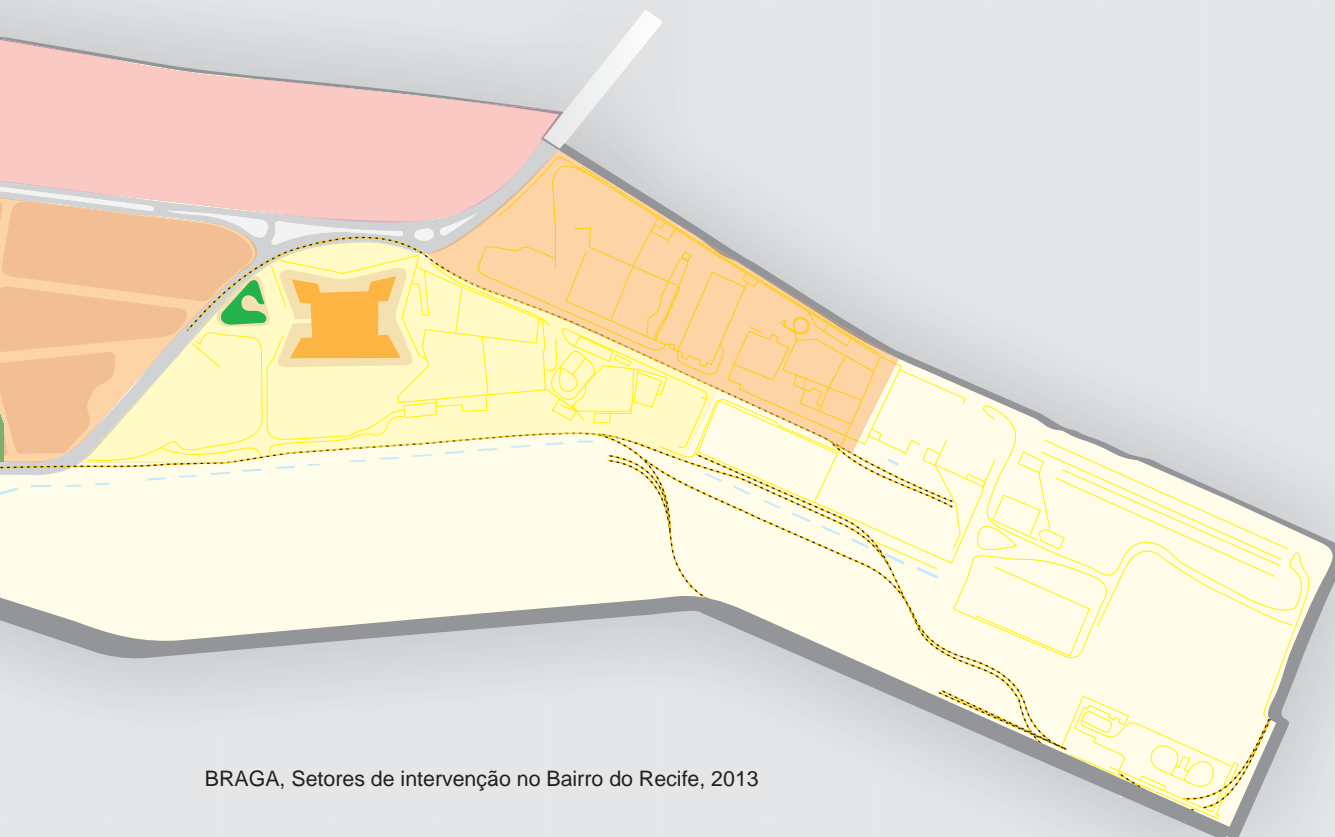 BRAGA, Setores de intervenção no Bairro do Recife, 2013